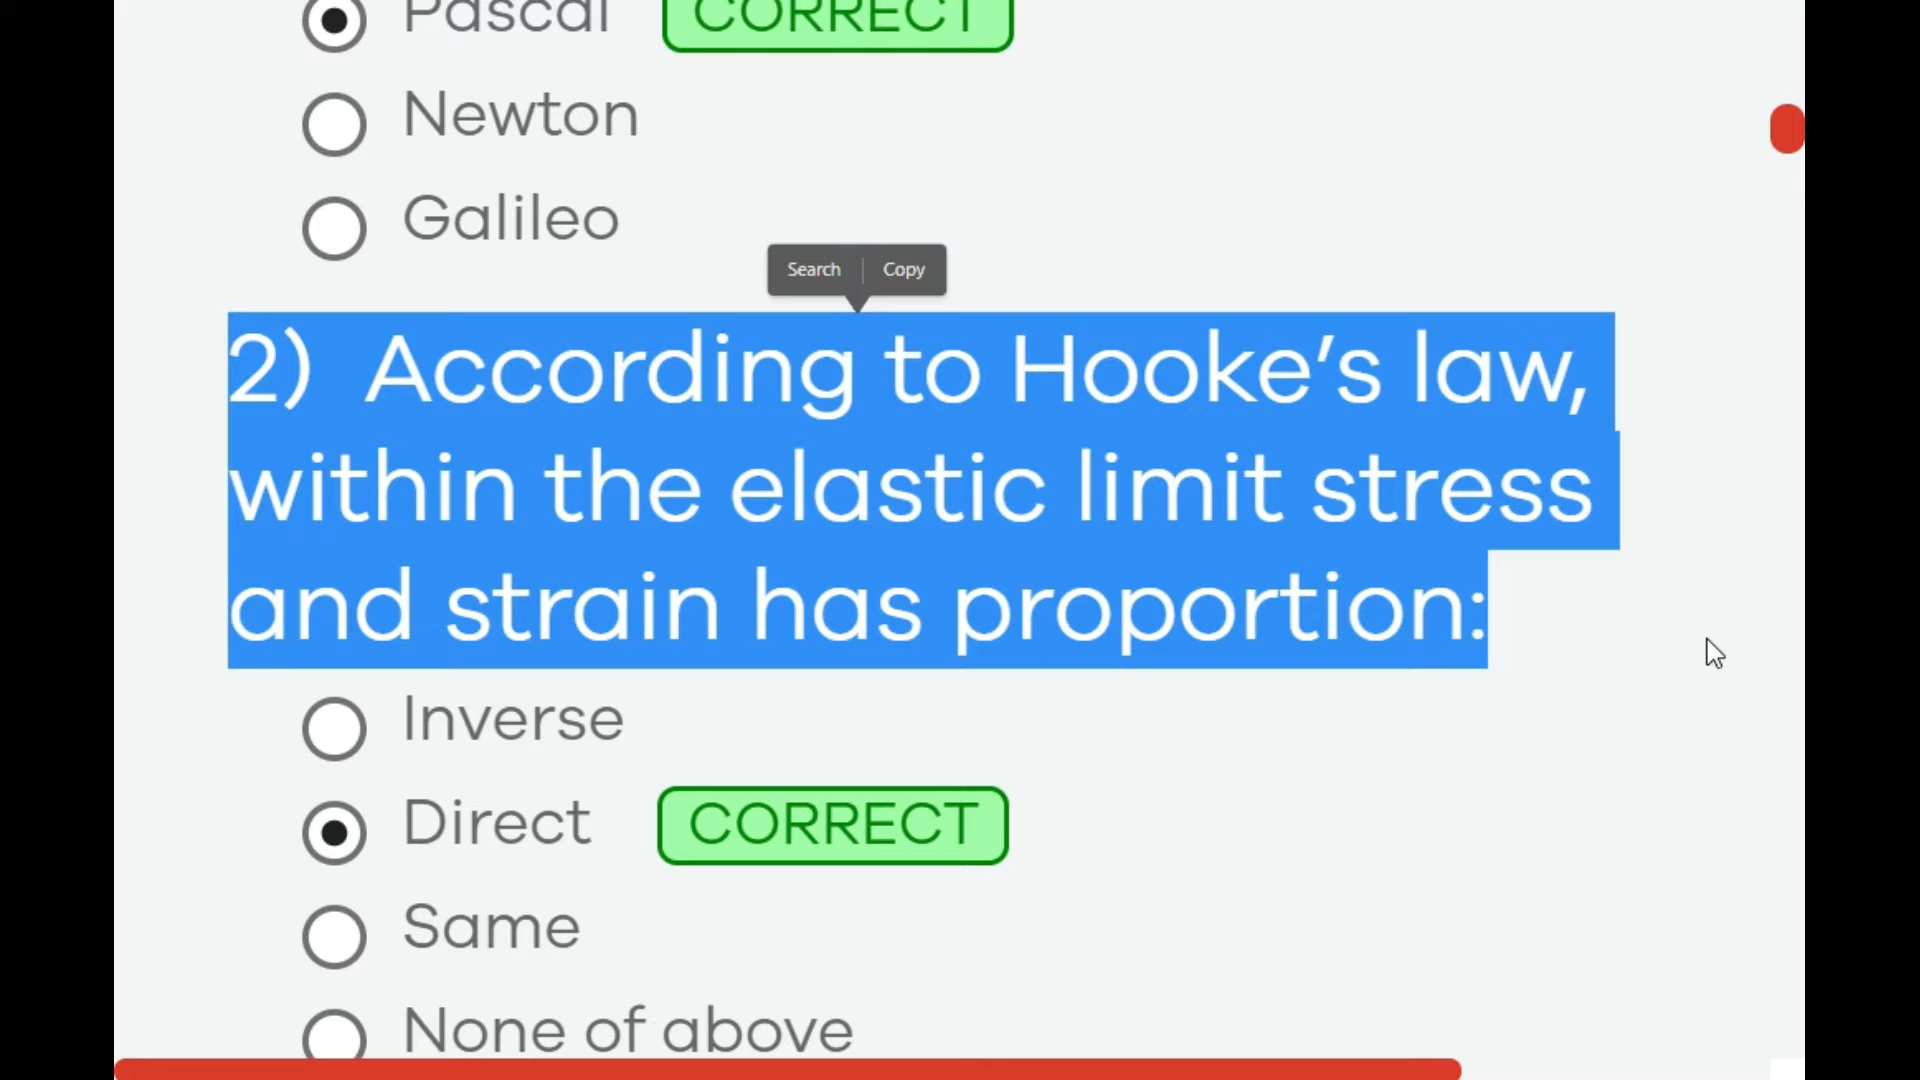 Pascal CORRECT
Newton
Galileo
Search Copy
2) According to Hooke’s law,
within the elastic limit stress
and strain has proportion:
Inverse
Direct CORRECT
Same
None of above